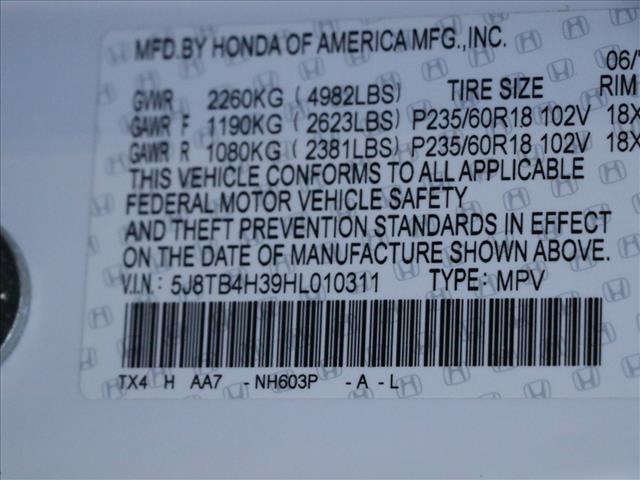 MFD.BY HONDA OF AMERICA MFG.,INC.
06/
GVWR 2260KG ( 4982LBS) TIRE SIZE RIM
GAWR F 1190KG ( 2623LBS) P235/60R18 102V 18X
GAWR R 1080KG ( 2381LBS) P235/60R18 102V 18X
THIS VEHICLE CONFORMS TO ALL APPLICABLE
FEDERAL MOTOR VEHICLE SAFETY
AND THEFT PREVENTION STANDARDS IN EFFECT
ON THE DATE OF MANUFACTURE SHOWN ABOVE.
V.I.N: 5J8TB4H39HL010311 TYPE: MPV
TX4 H AA7 - NH603P - A - L